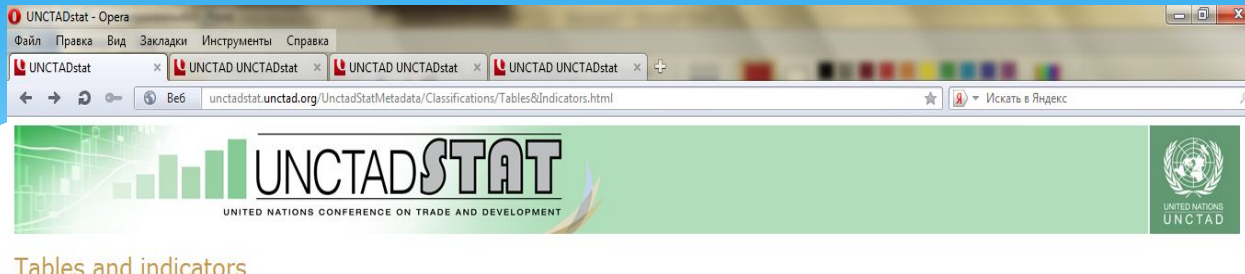 UNCTADstat - Opera
Файл Правка Вид Закладки Инструменты Справка
UNCTADstat UNCTAD UNCTADstat UNCTAD UNCTADstat UNCTAD UNCTADstat
Веб unctadstat.unctad.org/UnctadStatMetadata/Classifications/Tables&Indicators.html Искать в Яндекс
UNCTADSTAT
UNITED NATIONS CONFERENCE ON TRADE AND DEVELOPMENT
UNITED NATIONS
UNCTAD
Tables and indicators